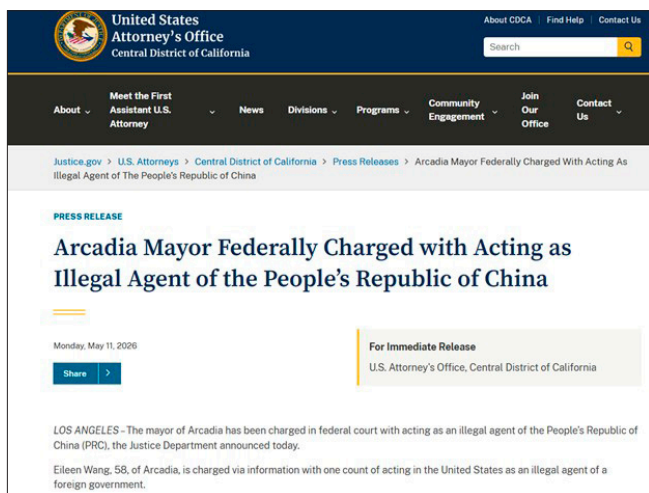 United States
Attorney's Office
Central District of California
About CDCA | Find Help | Contact Us
Search
About
Meet the First
Assistant U.S.
Attorney
News
Divisions
Programs
Community
Engagement
Join
Our
Office
Contact
Us
Justice.gov > U.S. Attorneys > Central District of California > Press Releases > Arcadia Mayor Federally Charged With Acting As
Illegal Agent of The People's Republic of China
PRESS RELEASE
Arcadia Mayor Federally Charged with Acting as
Illegal Agent of the People's Republic of China
Monday, May 11, 2026
Share >
For Immediate Release
U.S. Attorney's Office, Central District of California
LOS ANGELES – The mayor of Arcadia has been charged in federal court with acting as an illegal agent of the People's Republic of
China (PRC), the Justice Department announced today.
Eileen Wang, 58, of Arcadia, is charged via information with one count of acting in the United States as an illegal agent of a
foreign government.